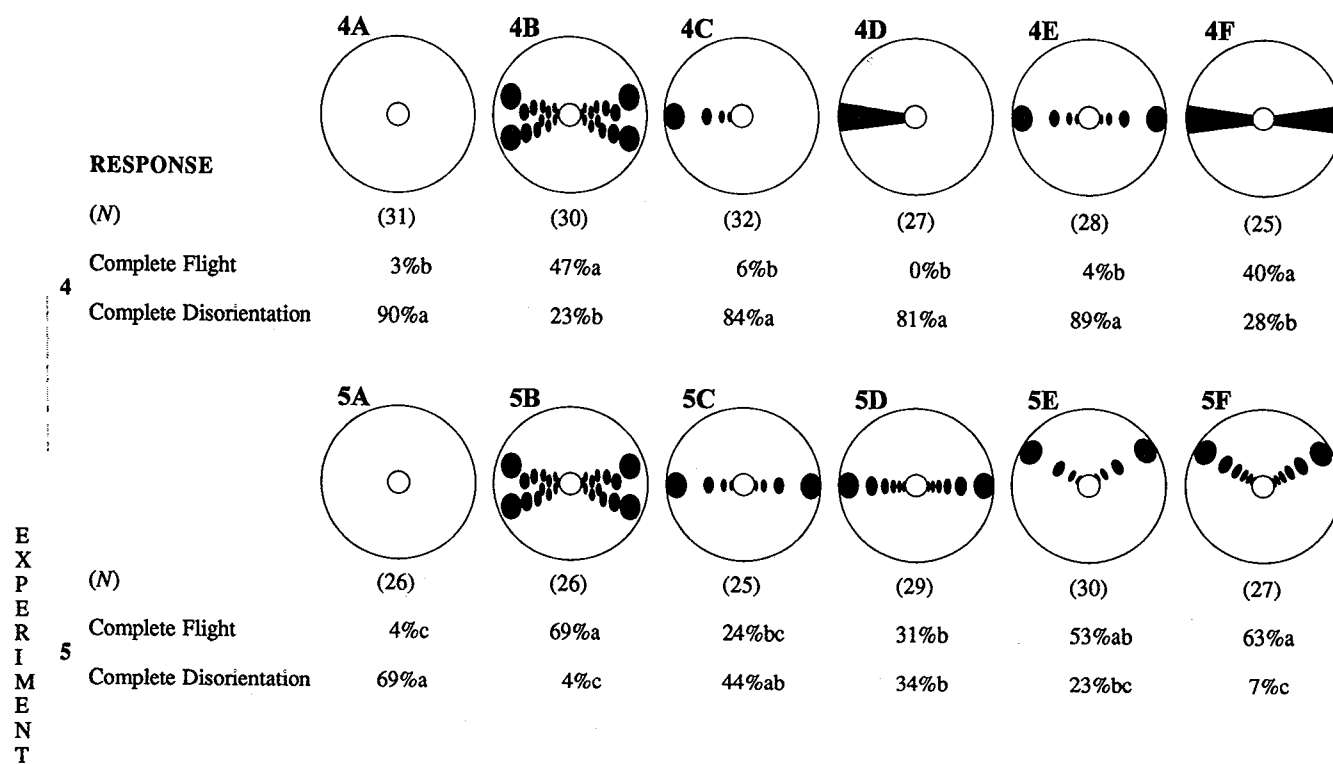 4A 4B 4C 4D 4E 4F
RESPONSE
(N) (31) (30) (32) (27) (28) (25)
Complete Flight 3%b 47%a 6%b 0%b 4%b 40%a
4
Complete Disorientation 90%a 23%b 84%a 81%a 89%a 28%b
5A 5B 5C 5D 5E 5F
(N) (26) (26) (25) (29) (30) (27)
Complete Flight 4%c 69%a 24%bc 31%b 53%ab 63%a
5
Complete Disorientation 69%a 4%c 44%ab 34%b 23%bc 7%c
EXPERIMENT